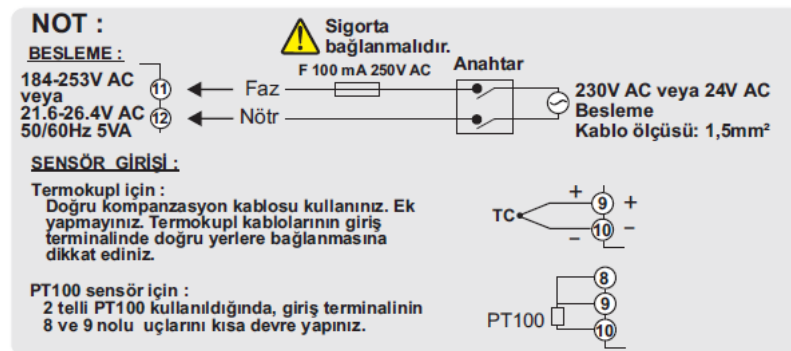 NOT :
Sigorta
bağlanmalıdır.
BESLEME :
F 100 mA 250V AC
Anahtar
184-253V AC
veya
21.6-26.4V AC
50/60Hz 5VA
11
12
Faz
Nötr
230V AC veya 24V AC
Besleme
Kablo ölçüsü: 1,5mm²
SENSÖR GİRİŞİ :
Termokupl için :
Doğru kompanzasyon kablosu kullanınız. Ek
yapmayınız. Termokupl kablolarının giriş
terminalinde doğru yerlere bağlanmasına
dikkat ediniz.
TC
+ 9 +
− 10 −
PT100 sensör için :
2 telli PT100 kullanıldığında, giriş terminalinin
8 ve 9 nolu uçlarını kısa devre yapınız.
PT100
8
9
10